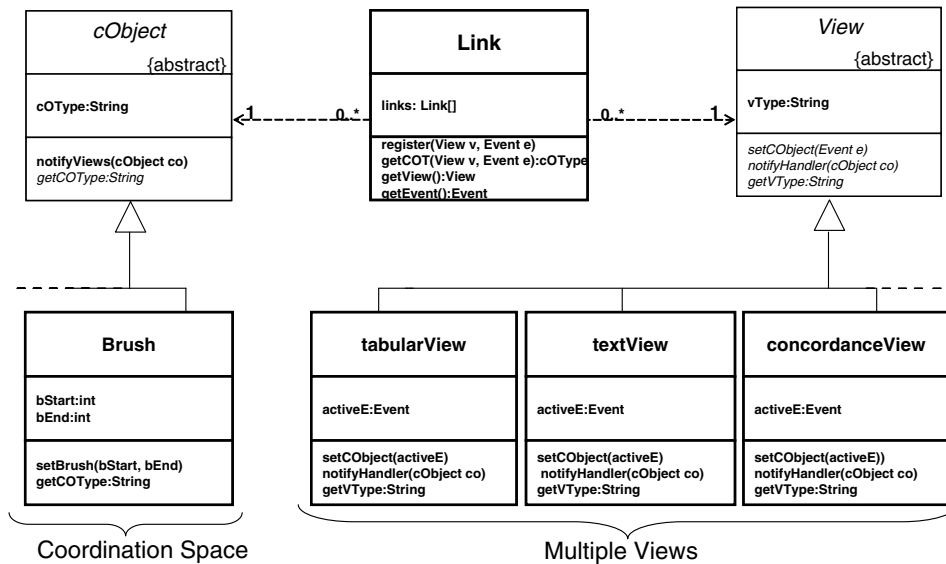 cObject
{abstract}
cOType:String
notifyViews(cObject co)
getCOType:String
1
0..*
Link
links: Link[]
register(View v, Event e)
getCOT(View v, Event e):cOType
getView():View
getEvent():Event
0..*
1
View
{abstract}
vType:String
setCObject(Event e)
notifyHandler(cObject co)
getVType:String
Brush
bStart:int
bEnd:int
setBrush(bStart, bEnd)
getCOType:String
tabularView
activeE:Event
setCObject(activeE)
notifyHandler(cObject co)
getVType:String
textView
activeE:Event
setCObject(activeE)
notifyHandler(cObject co)
getVType:String
concordanceView
activeE:Event
setCObject(activeE))
notifyHandler(cObject co)
getVType:String
Coordination Space
Multiple Views